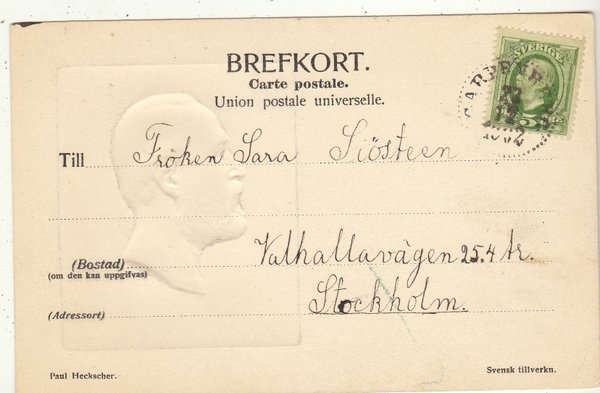 BREFKORT.
Carte postale.
Union postale universelle.
SVERIGE
5
Till Fröken Sara Siösteen
(Bostad) Valhallavägen 25.4 tr.
(om den kan uppgifvas)
Stockholm.
(Adressort)
Paul Heckscher.
Svensk tillverkn.